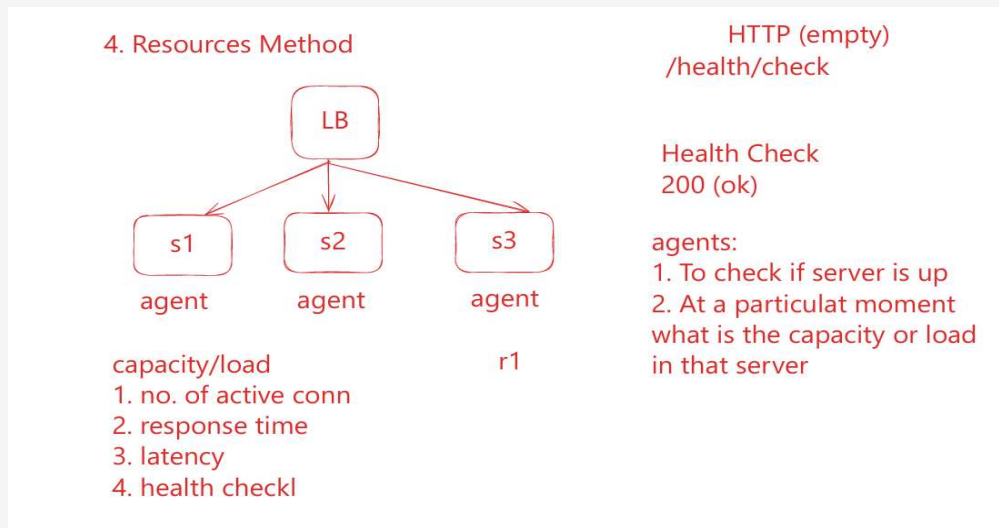 4. Resources Method
LB
s1
s2
s3
agent
agent
agent
r1
capacity/load
1. no. of active conn
2. response time
3. latency
4. health checkl
HTTP (empty)
/health/check
Health Check
200 (ok)
agents:
1. To check if server is up
2. At a particulat moment
what is the capacity or load
in that server